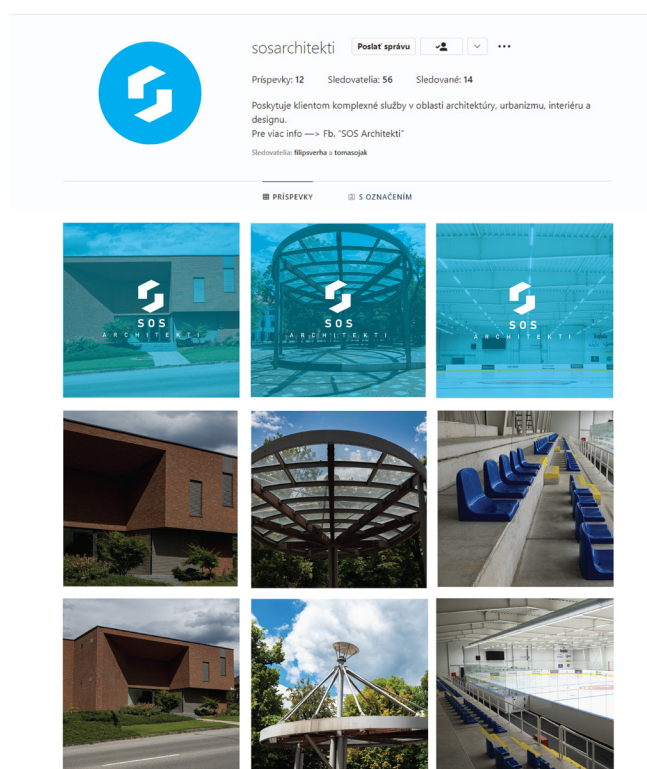 sosarchitekti Poslať správu
Príspevky: 12 Sledovatelia: 56 Sledované: 14
Poskytuje klientom komplexné služby v oblasti architektúry, urbanizmu, interiéru a
designu.
Pre viac info —> Fb. "SOS Architekti"
Sledovatelia: filipsverha a tomasojak
PRÍSPEVKY S OZNAČENÍM
SOS
ARCHITEKTI
SOS
ARCHITEKTI
SOS
ARCHITEKTI